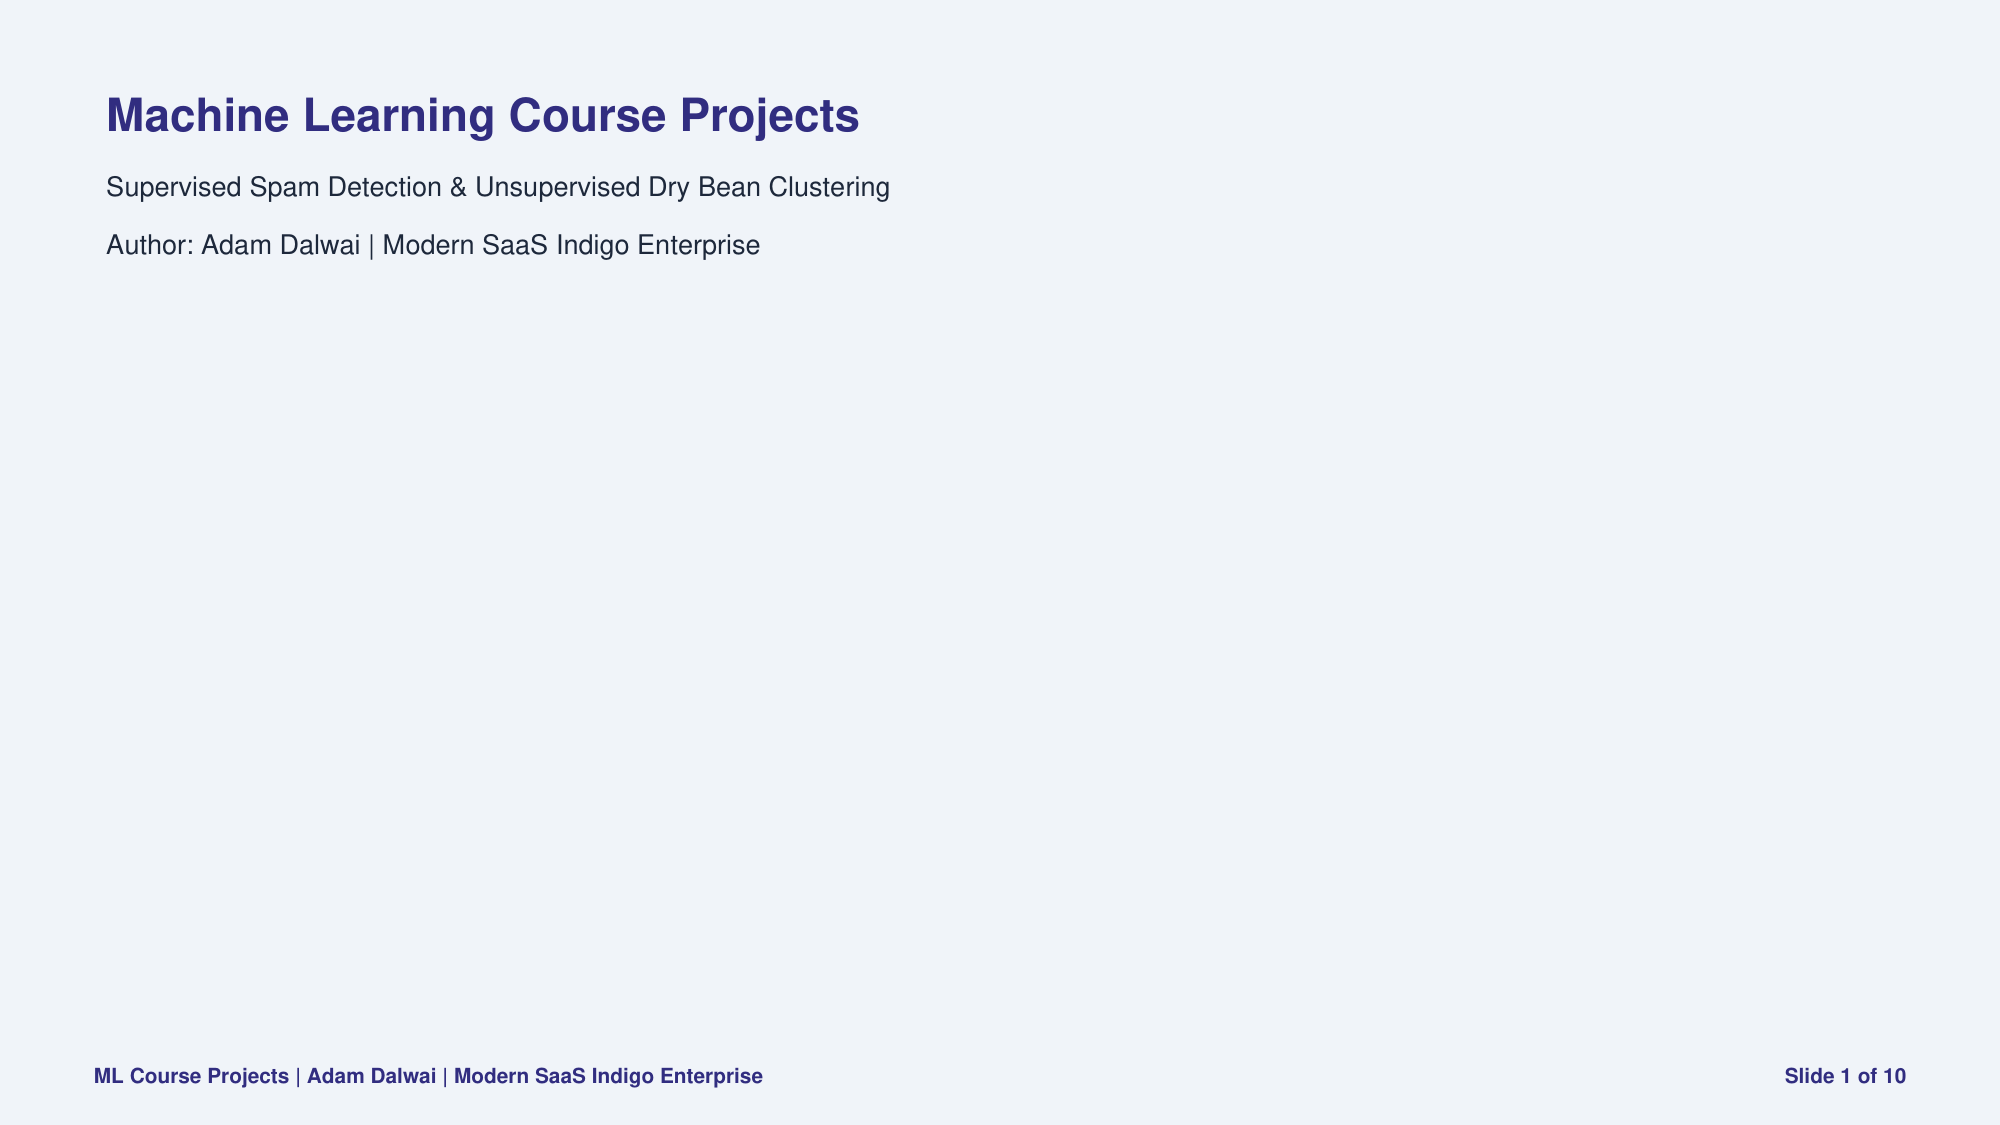 Machine Learning Course Projects
Supervised Spam Detection & Unsupervised Dry Bean Clustering
Author: Adam Dalwai | Modern SaaS Indigo Enterprise
ML Course Projects | Adam Dalwai | Modern SaaS Indigo Enterprise
Slide 1 of 10